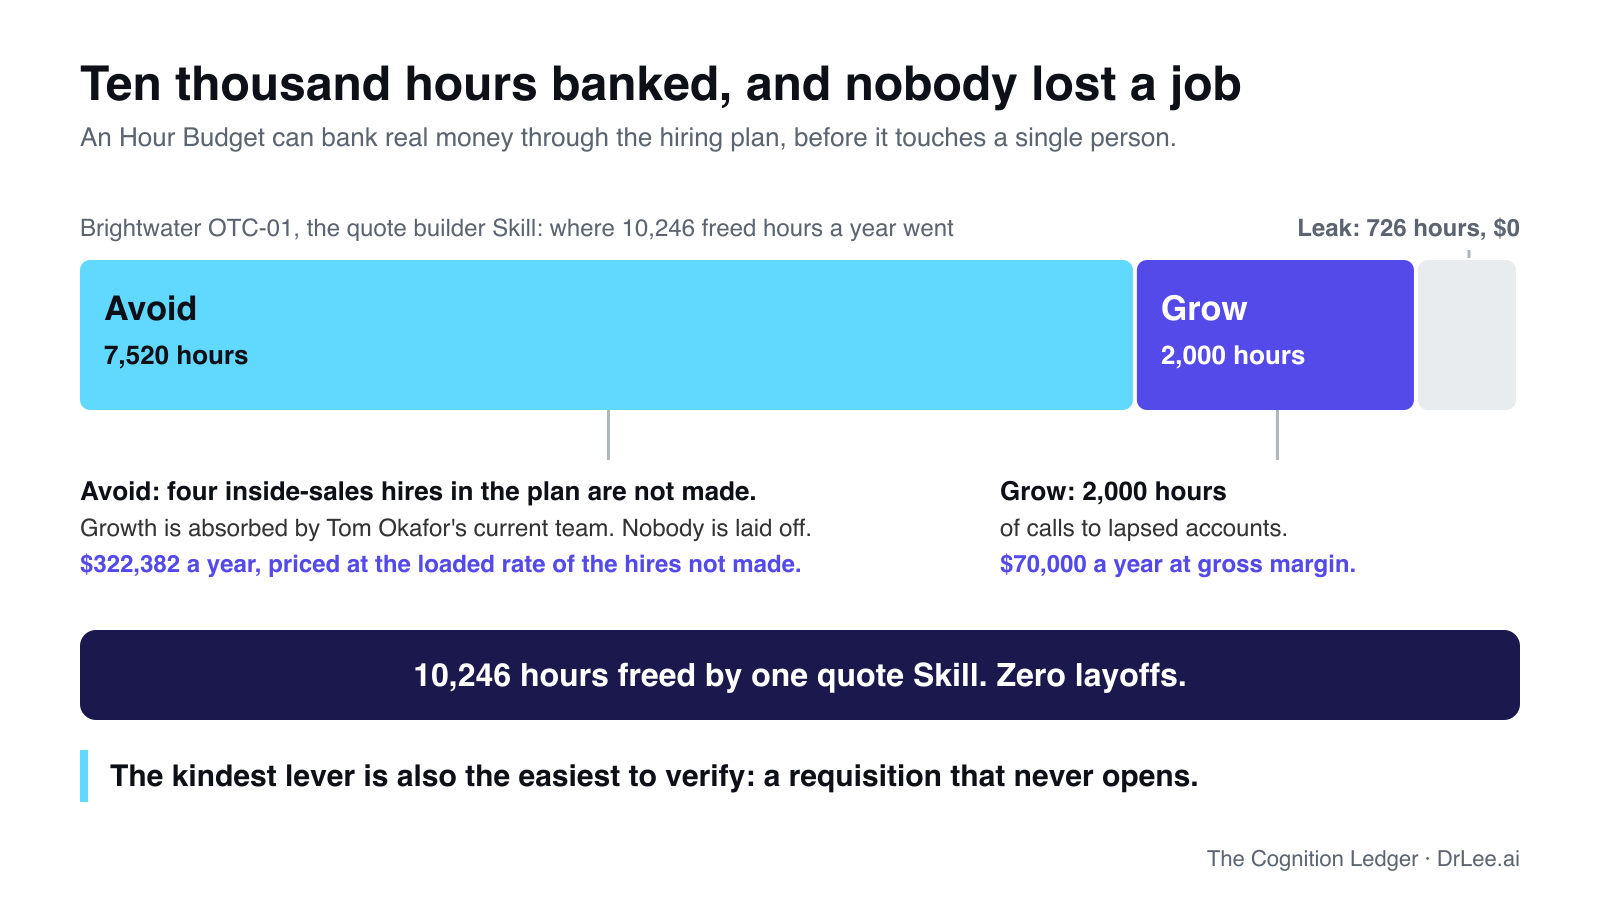 Ten thousand hours banked, and nobody lost a job
An Hour Budget can bank real money through the hiring plan, before it touches a single person.
Brightwater OTC-01, the quote builder Skill: where 10,246 freed hours a year went
Leak: 726 hours, $0
Avoid
7,520 hours
Grow
2,000 hours
Avoid: four inside-sales hires in the plan are not made.
Growth is absorbed by Tom Okafor's current team. Nobody is laid off.
$322,382 a year, priced at the loaded rate of the hires not made.
Grow: 2,000 hours
of calls to lapsed accounts.
$70,000 a year at gross margin.
10,246 hours freed by one quote Skill. Zero layoffs.
The kindest lever is also the easiest to verify: a requisition that never opens.
The Cognition Ledger · DrLee.ai